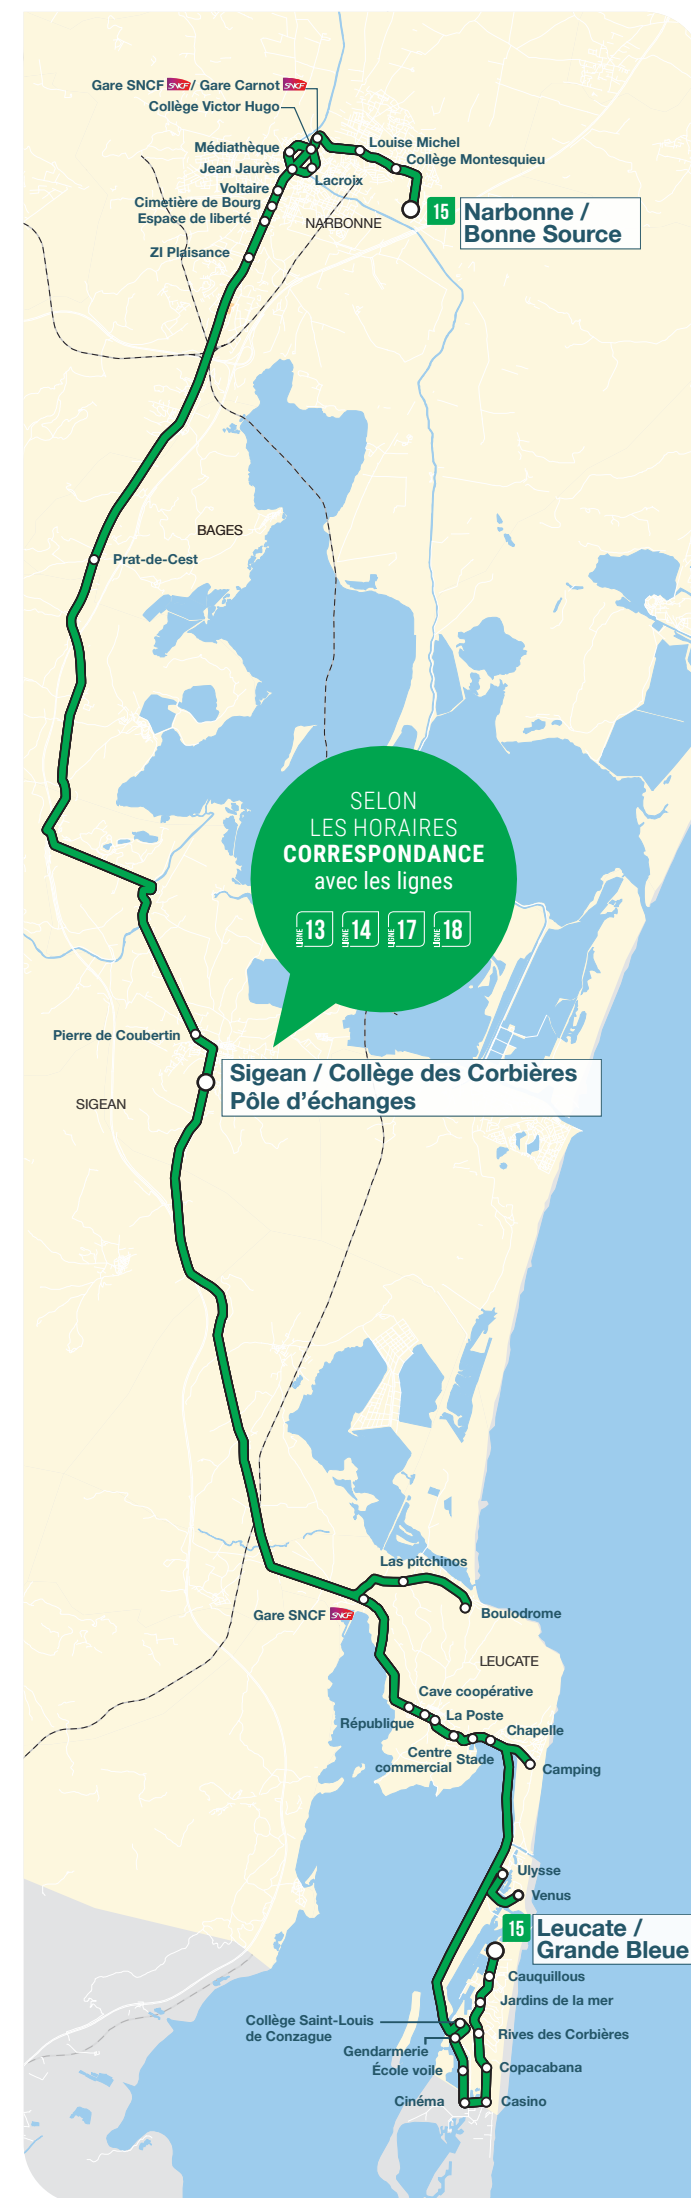 Gare SNCF SNCF / Gare Carnot SNCF
Collège Victor Hugo
Médiathèque
Louise Michel
Collège Montesquieu
Jean Jaurès
Lacroix
Voltaire
Cimetière de Bourg
Espace de liberté
15 Narbonne /
Bonne Source
NARBONNE
ZI Plaisance
BAGES
Prat-de-Cest
SELON
LES HORAIRES
CORRESPONDANCE
avec les lignes
LIGNE 13 LIGNE 14 LIGNE 17 LIGNE 18
Pierre de Coubertin
Sigean / Collège des Corbières
Pôle d’échanges
SIGEAN
Las pitchinos
Gare SNCF SNCF
Boulodrome
LEUCATE
Cave coopérative
La Poste
République
Chapelle
Centre
commercial
Stade
Camping
Ulysse
Venus
15 Leucate /
Grande Bleue
Cauquillous
Jardins de la mer
Collège Saint-Louis
de Conzague
Rives des Corbières
Gendarmerie
École voile
Copacabana
Cinéma
Casino